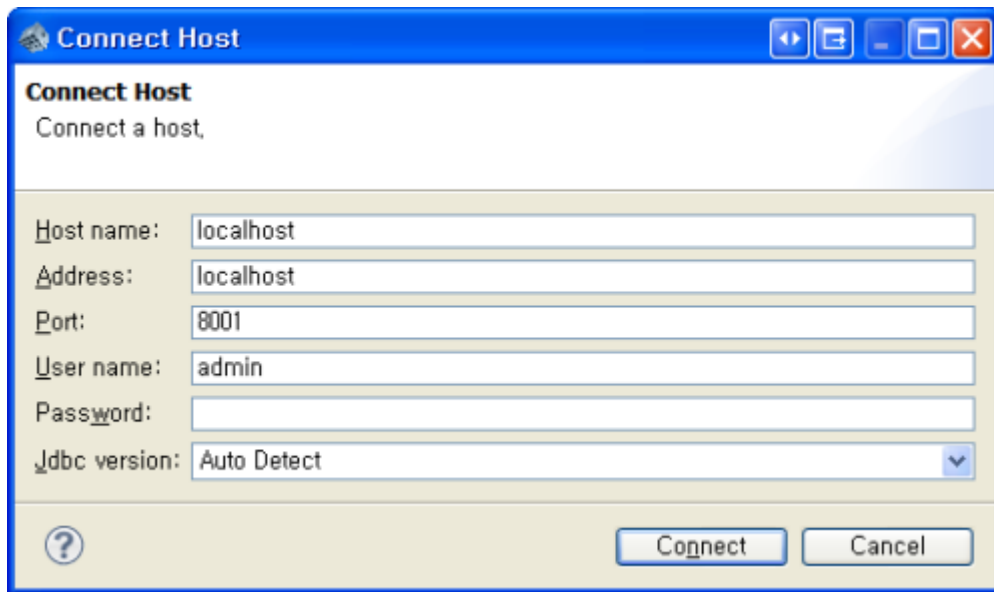 Connect Host
Connect Host
Connect a host.
Host name: localhost
Address: localhost
Port: 8001
User name: admin
Password:
Jdbc version: Auto Detect
?
Connect Cancel